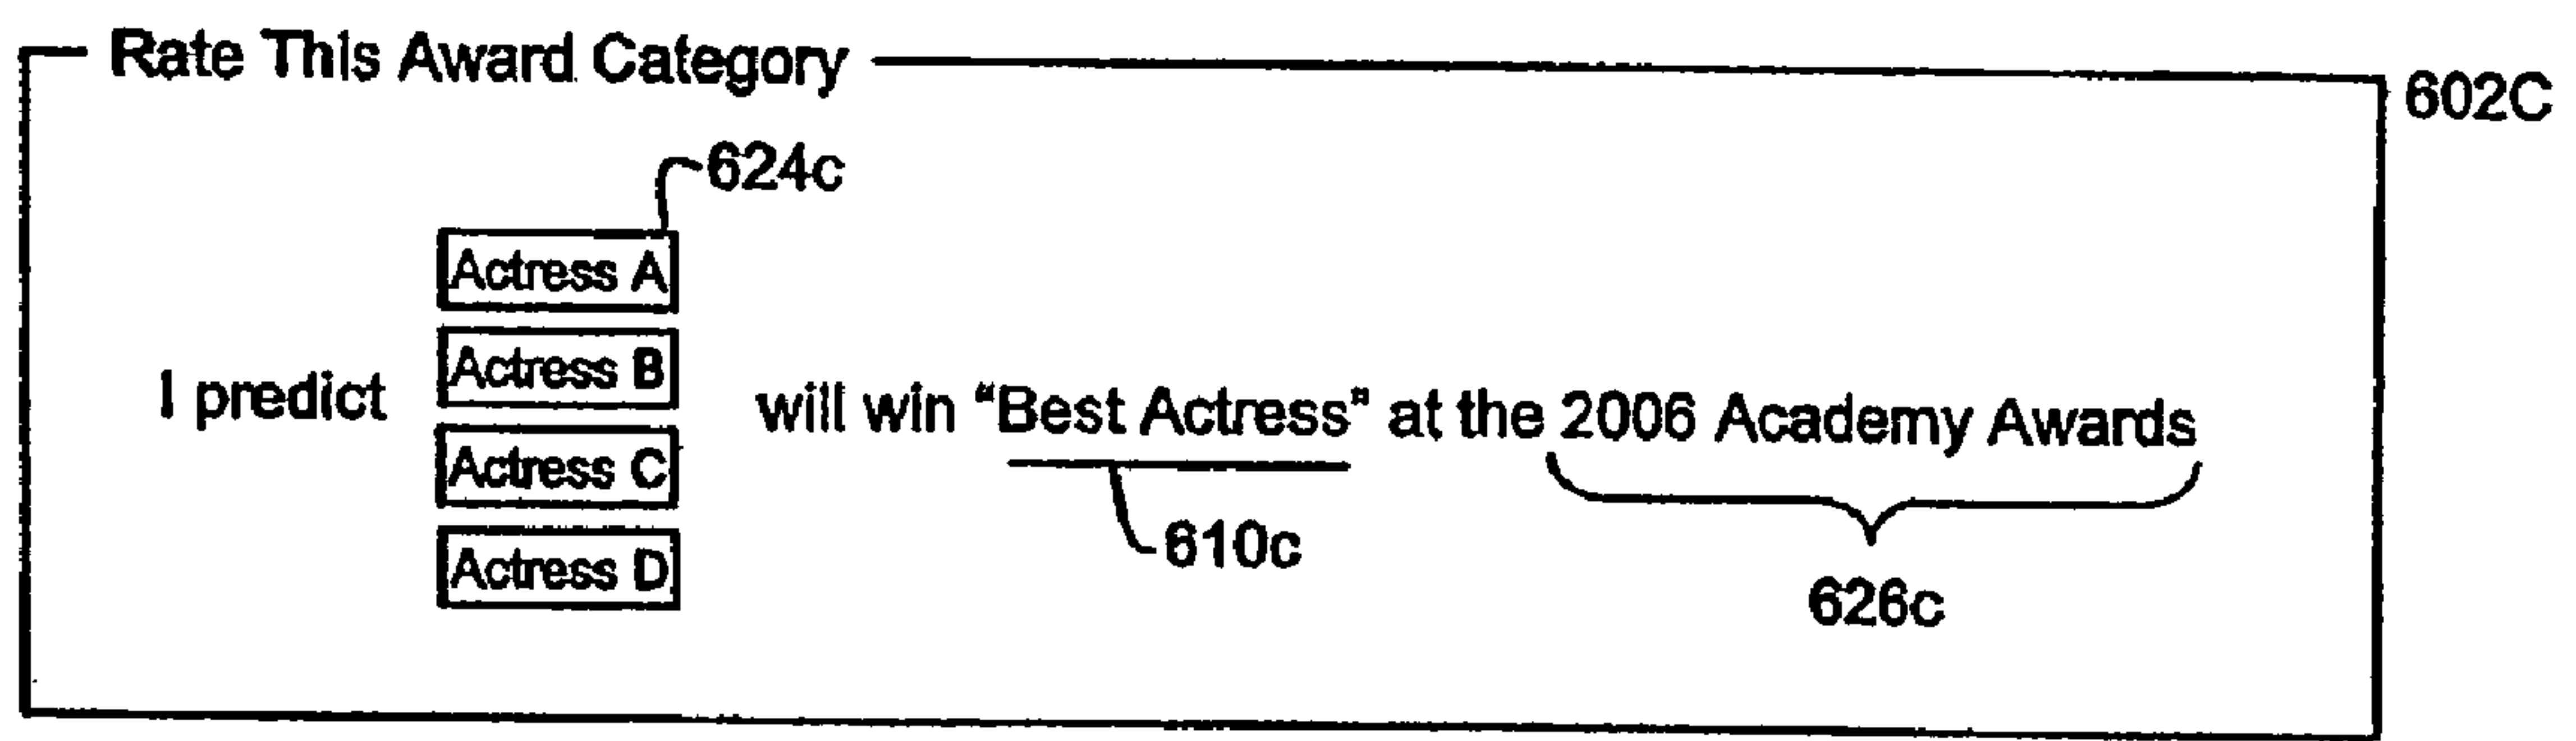 Rate This Award Category
602C
624c
Actress A
Actress B
I predict
will win "Best Actress" at the 2006 Academy Awards
Actress C
610c
Actress D
626c